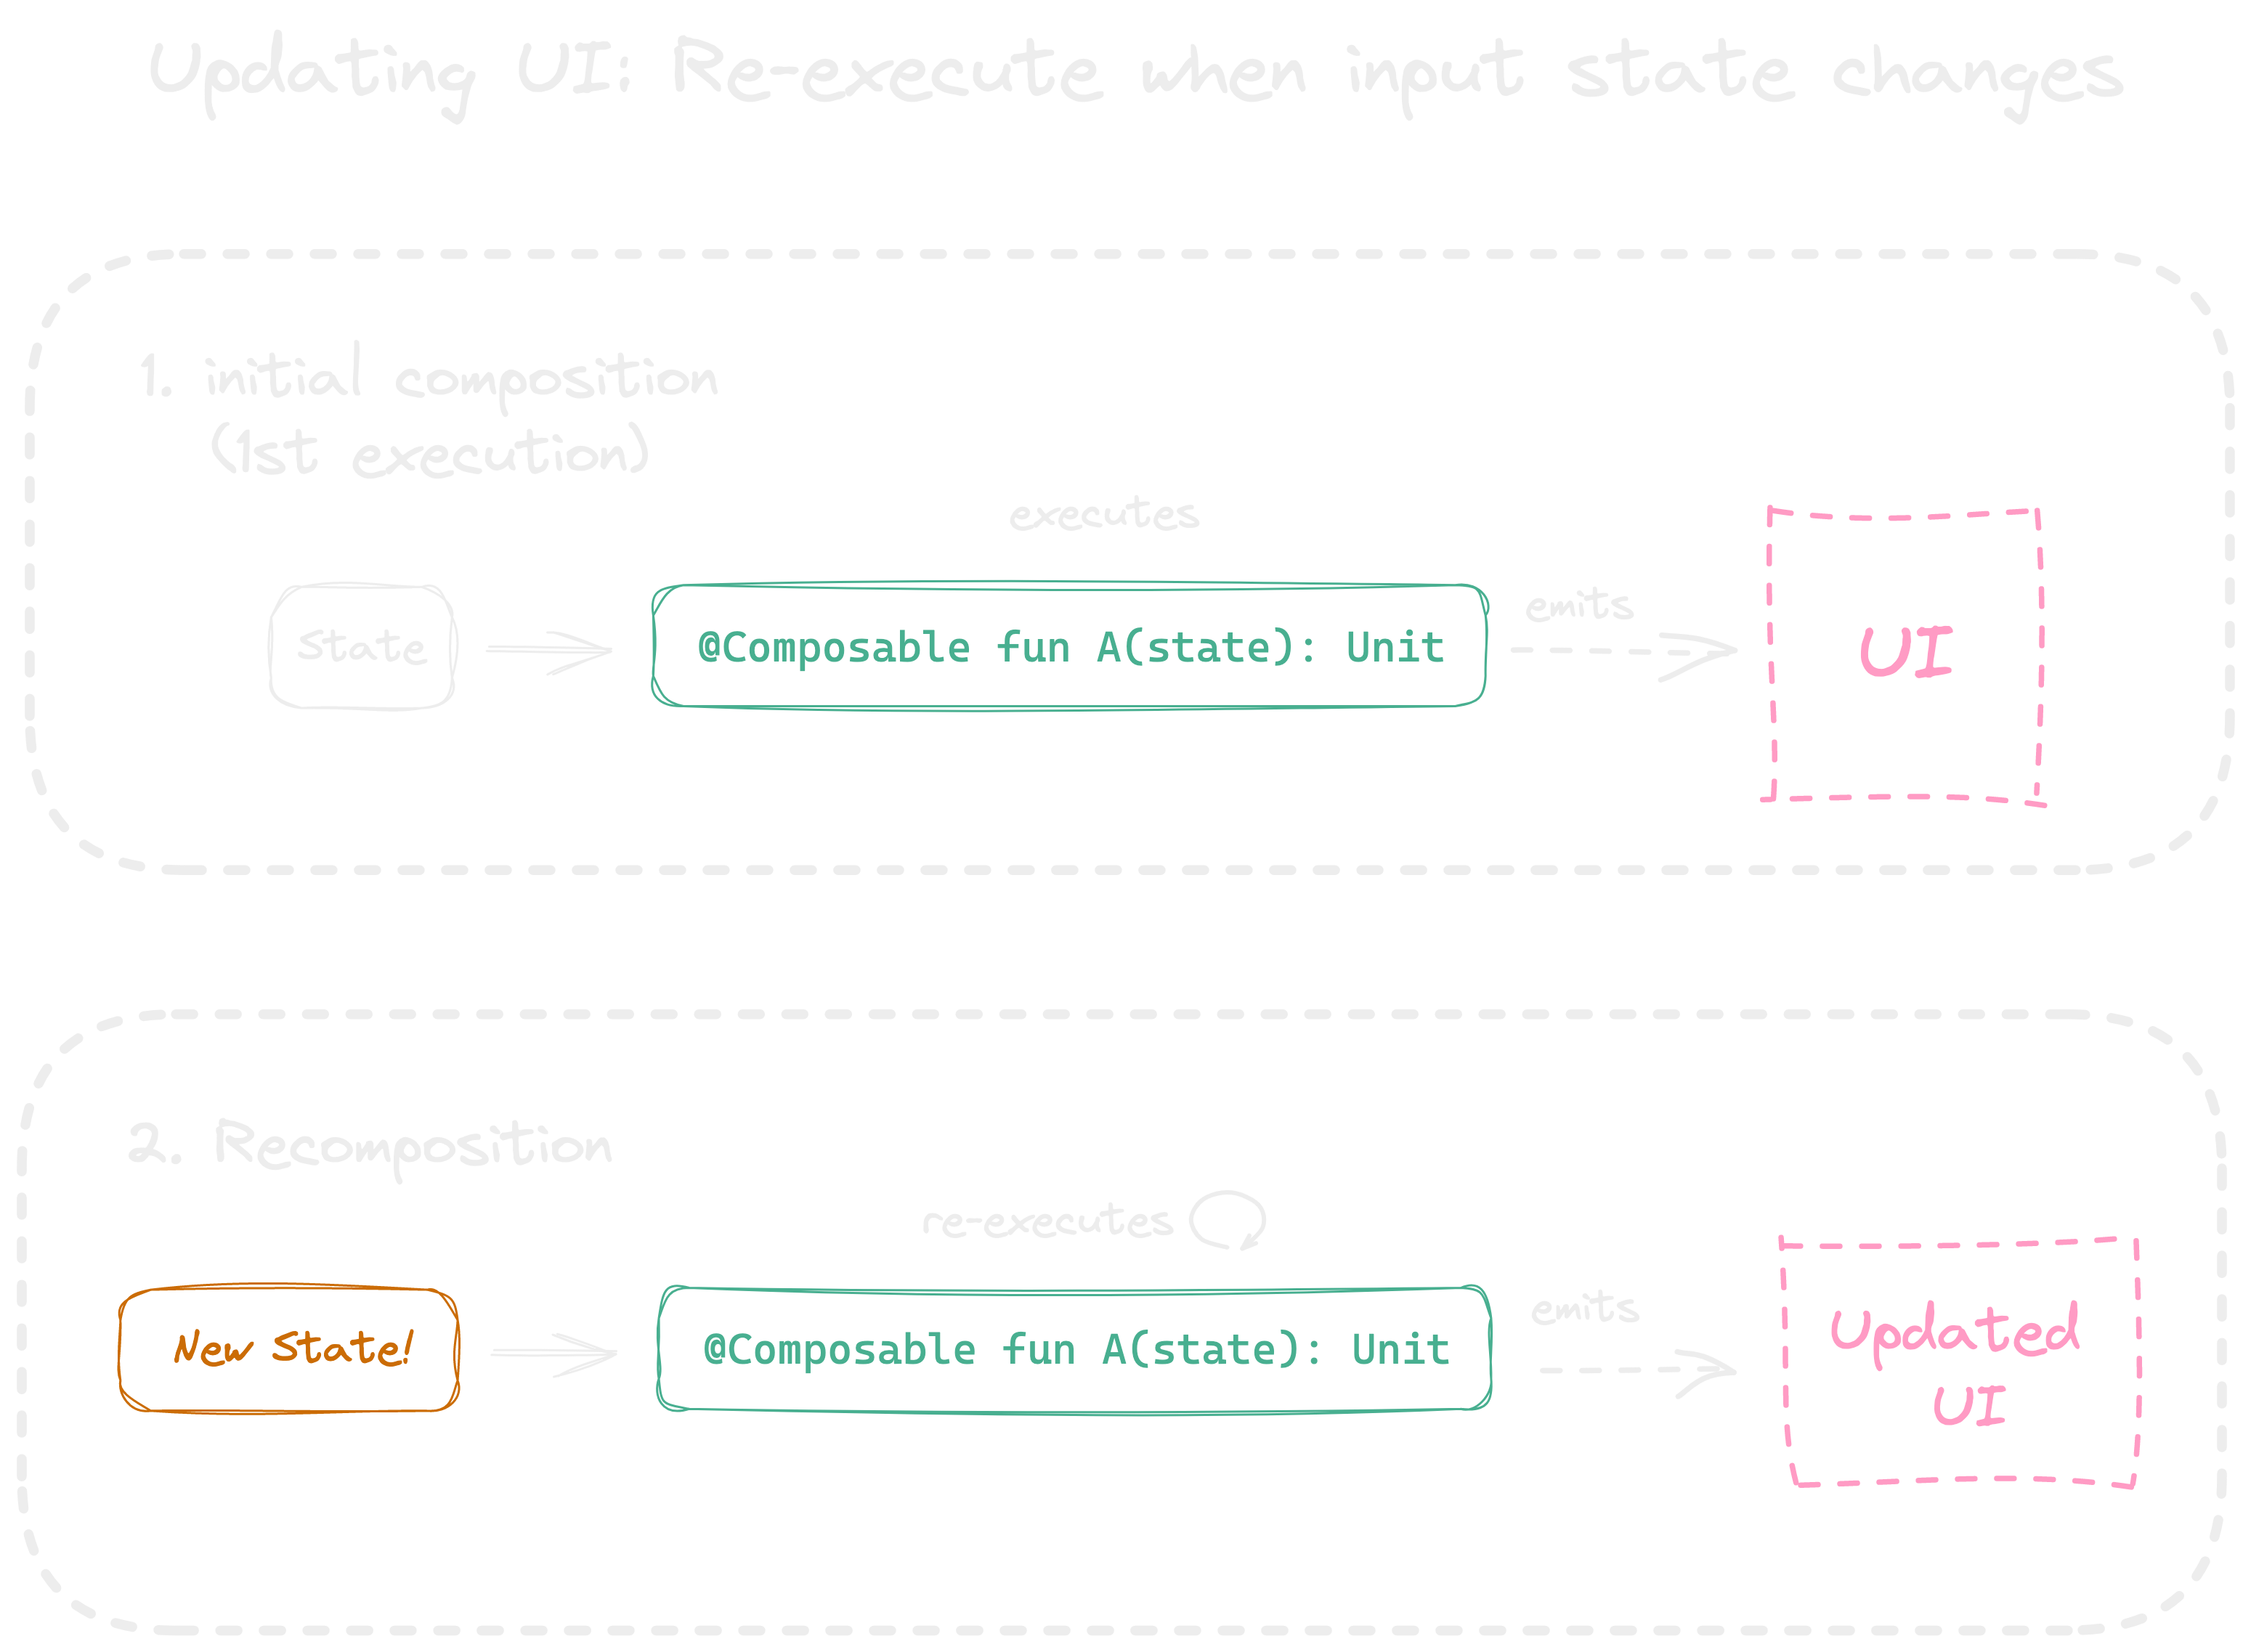 Updating UI: Re-execute when input state changes
1. initial composition
(1st execution)
executes
State
@Composable fun A(state): Unit
emits
UI
2. Recomposition
re-executes
New State!
@Composable fun A(state): Unit
emits
Updated
UI